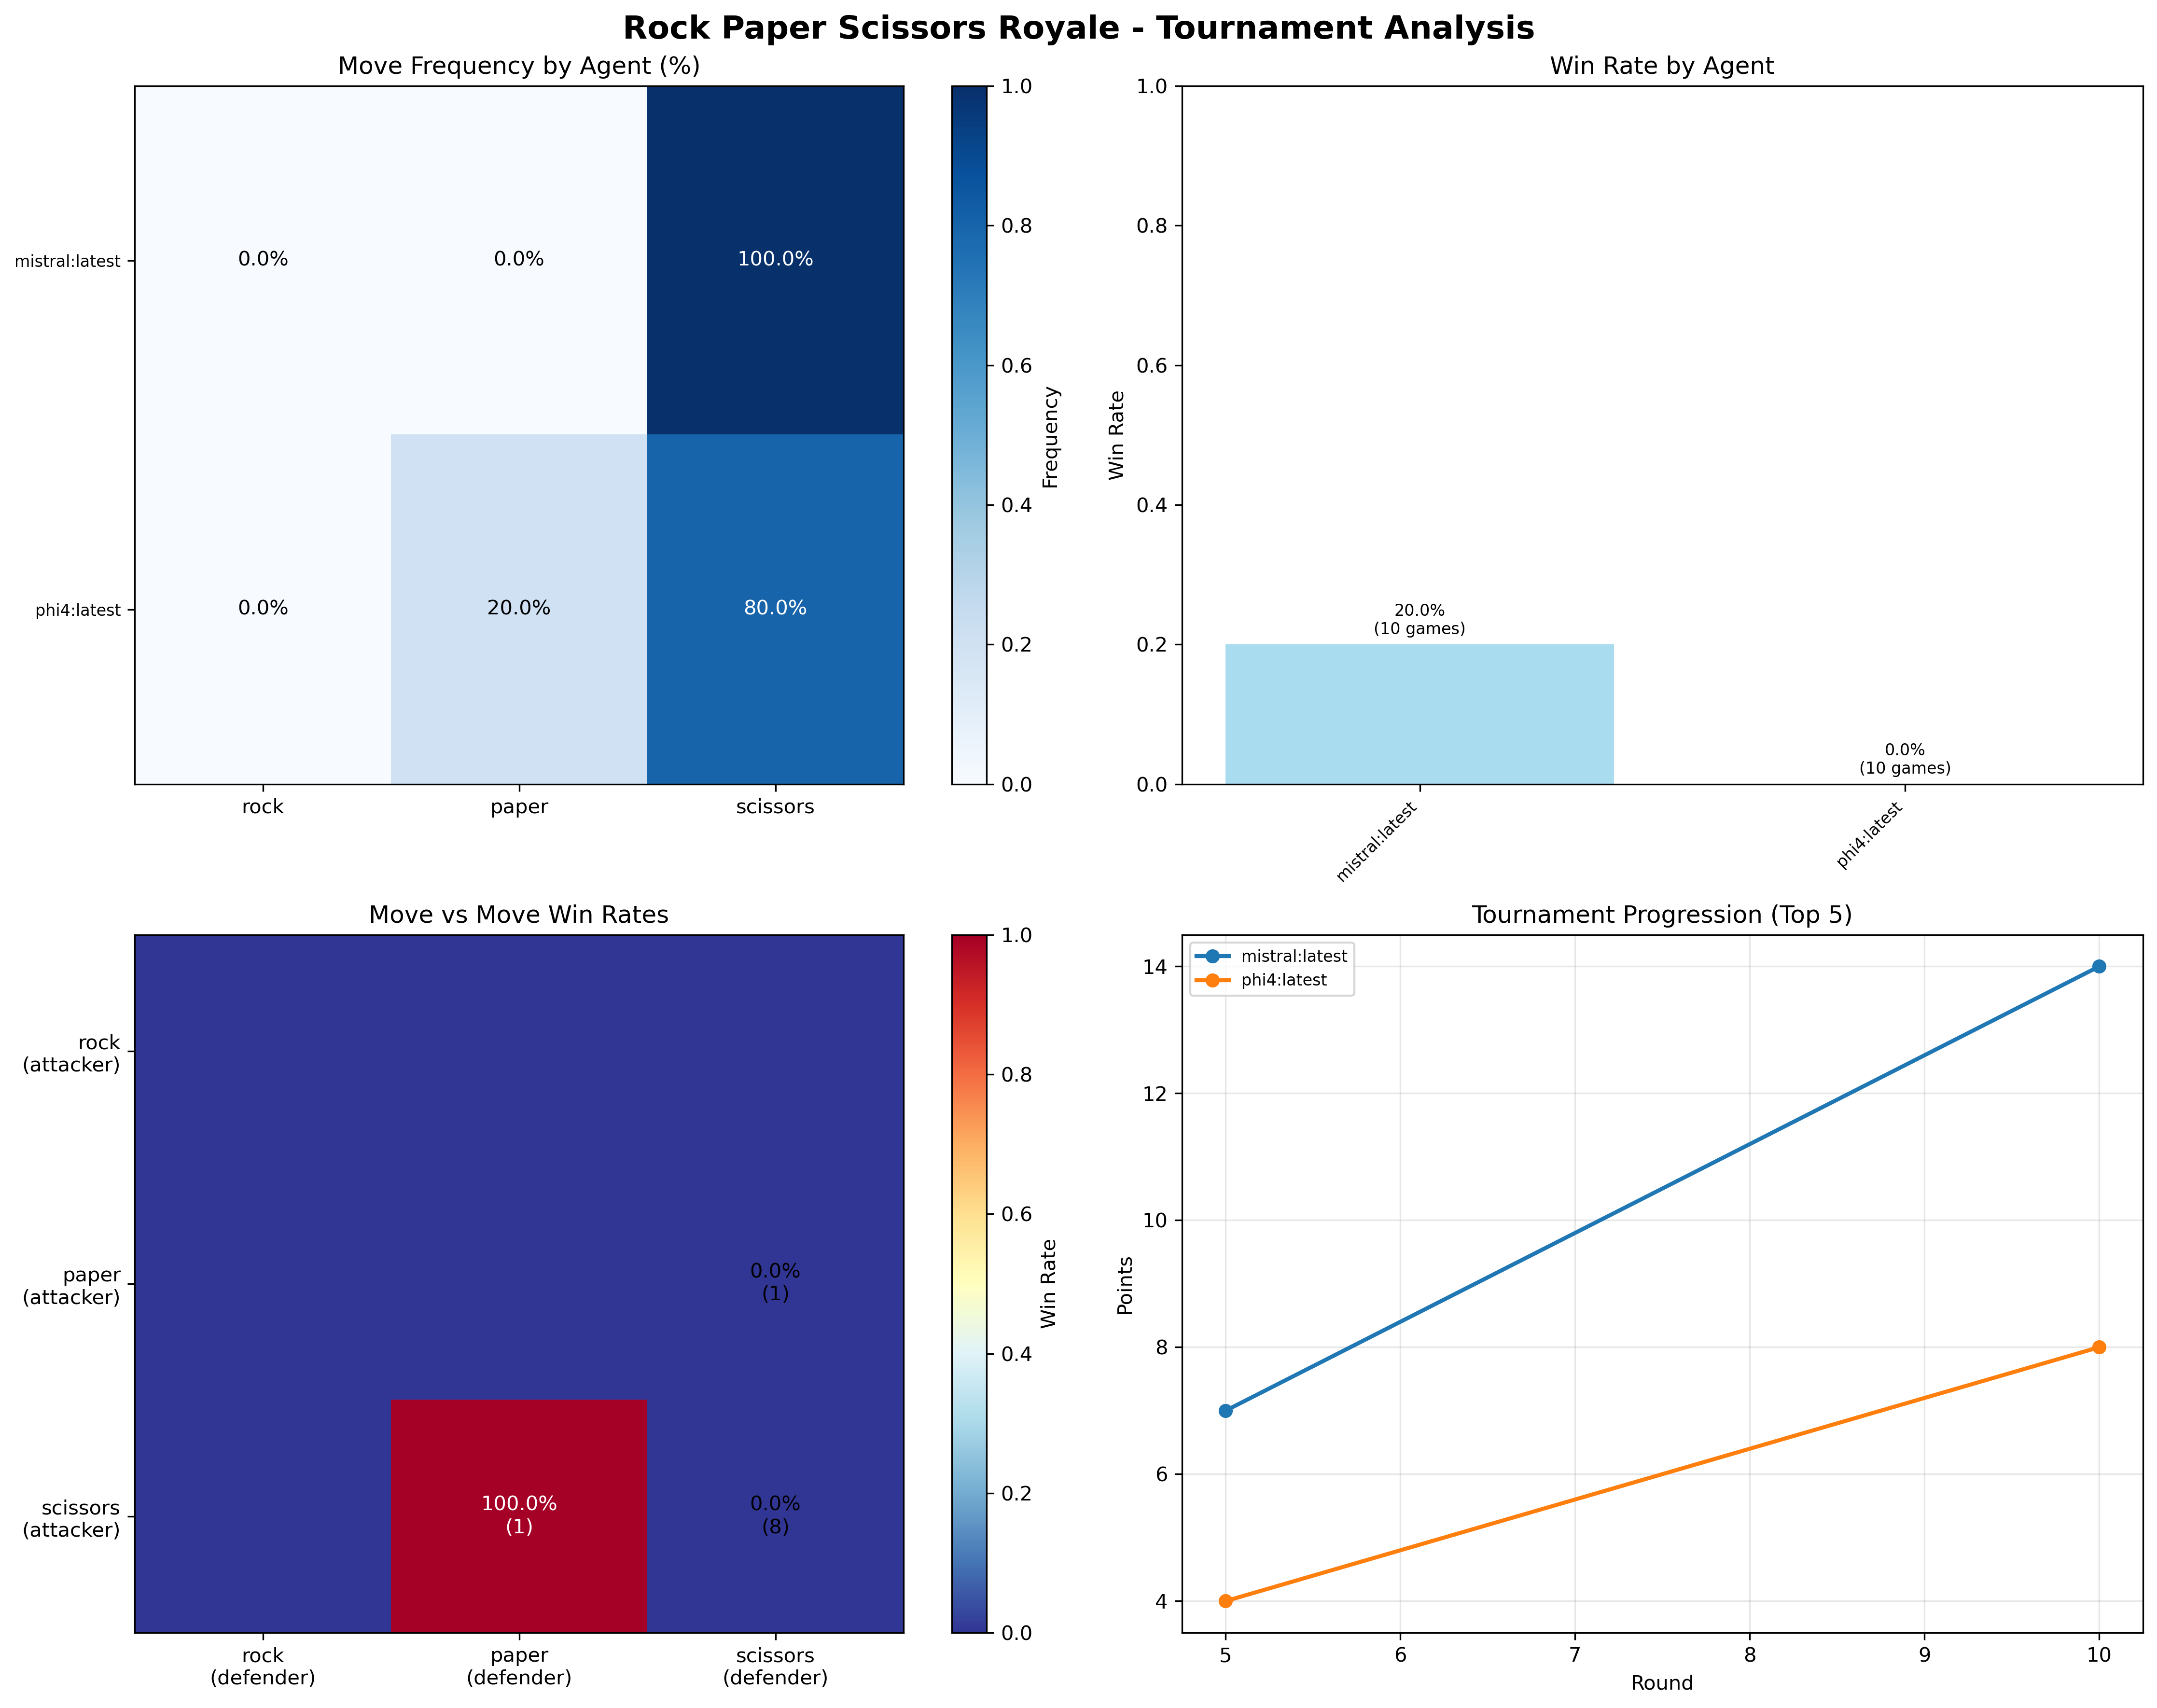 Rock Paper Scissors Royale - Tournament Analysis
Move Frequency by Agent (%)
mistral:latest
phi4:latest
0.0%
0.0%
100.0%
0.0%
20.0%
80.0%
rock
paper
scissors
1.0
0.8
0.6
0.4
0.2
0.0
Frequency
Win Rate by Agent
Win Rate
1.0
0.8
0.6
0.4
0.2
0.0
20.0%
(10 games)
0.0%
(10 games)
mistral:latest
phi4:latest
Move vs Move Win Rates
rock
(attacker)
paper
(attacker)
scissors
(attacker)
0.0%
(1)
100.0%
(1)
0.0%
(8)
rock
(defender)
paper
(defender)
scissors
(defender)
1.0
0.8
0.6
0.4
0.2
0.0
Win Rate
Tournament Progression (Top 5)
mistral:latest
phi4:latest
Points
14
12
10
8
6
4
5
6
7
8
9
10
Round